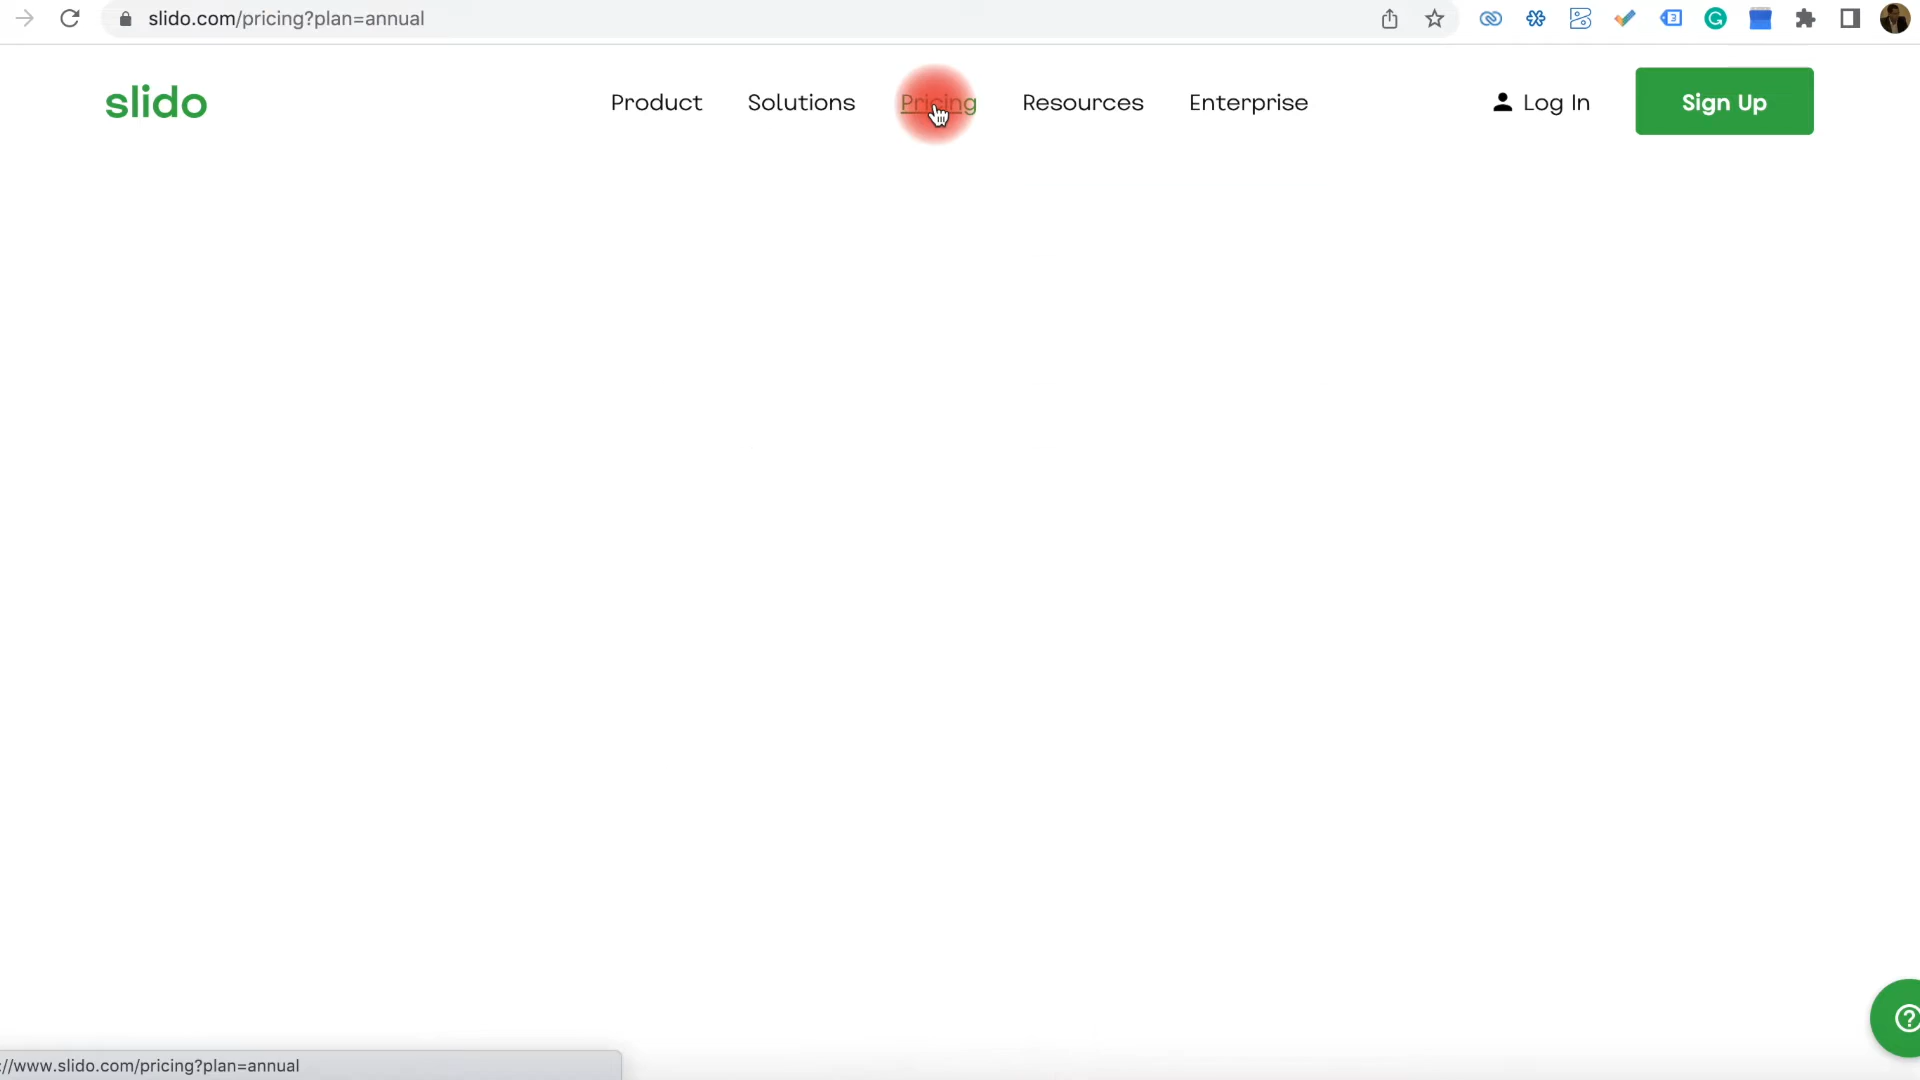 slido.com/pricing?plan=annual
3
slido
Product
Solutions
Pricing
Resources
Enterprise
Log In
Sign Up
://www.slido.com/pricing?plan=annual